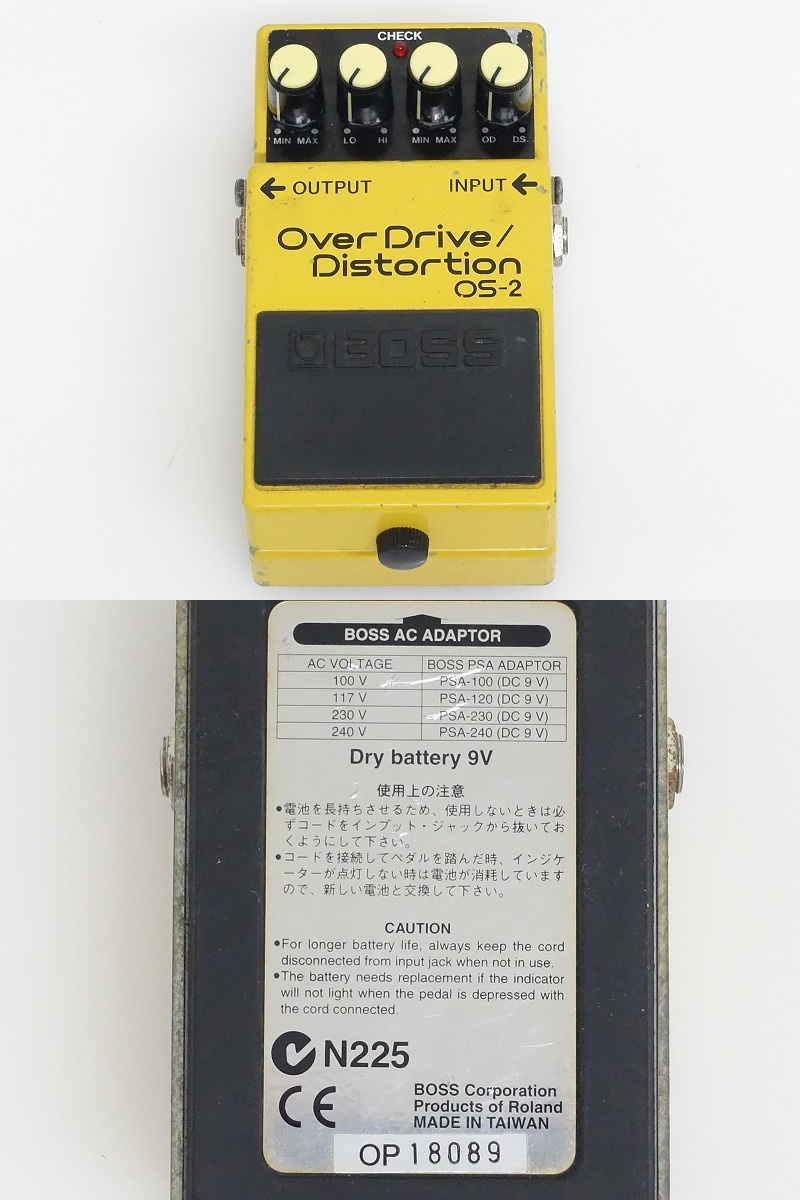 CHECK
MIN MAX LO HI MIN MAX OD DS
← OUTPUT INPUT ←
OverDrive/
Distortion
OS-2
BOSS
BOSS AC ADAPTOR
AC VOLTAGE BOSS PSA ADAPTOR
100 V PSA-100 (DC 9 V)
117 V PSA-120 (DC 9 V)
230 V PSA-230 (DC 9 V)
240 V PSA-240 (DC 9 V)
Dry battery 9V
使用上の注意
●電池を長持ちさせるため、使用しないときは必
ずコードをインプット・ジャックから抜いてお
くようにして下さい。
●コードを接続してペダルを踏んだ時、インジケ
ーターが点灯しない時は電池が消耗しています
ので、新しい電池と交換して下さい。
CAUTION
●For longer battery life, always keep the cord
disconnected from input jack when not in use.
●The battery needs replacement if the indicator
will not light when the pedal is depressed with
the cord connected.
N225
CE
BOSS Corporation
Products of Roland
MADE IN TAIWAN
OP18089